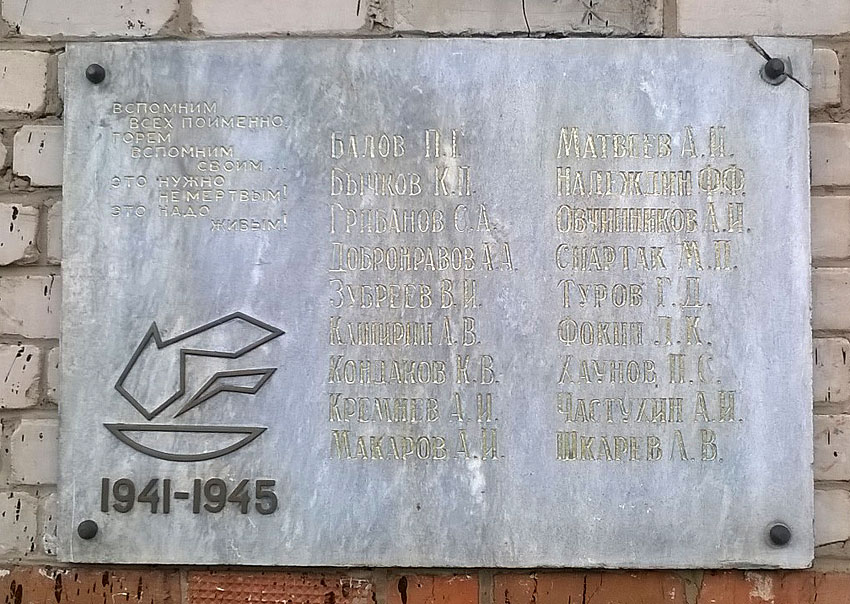 ВСПОМНИМ
ВСЕХ ПОИМЕННО,
ГОРЕМ
ВСПОМНИМ
СВОИМ...
ЭТО НУЖНО
НЕ МЕРТВЫМ!
ЭТО НАДО
ЖИВЫМ!
1941-1945
БАЛОВ П.Г.
БЫЧКОВ К.П.
ГРИБАНОВ С.А.
ДОБРОНРАВОВ А.А.
ЗУБРЕЕВ В.И.
КЛИПИРИН А.В.
КОНДАКОВ К.В.
КРЕМНЕВ А.И.
МАКАРОВ А.И.
МАТВЕЕВ А.И.
НАДЕЖДИН Ф.Ф.
ОВЧИННИКОВ А.И.
СПАРТАК М.П.
ТУРОВ Г.Д.
ФОКИН Л.К.
ХАУНОВ П.С.
ЧАСТУХИН А.И.
ШКАРЕВ Л.В.